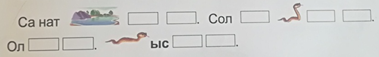 Са нат . Сол .
Ол . ыс .